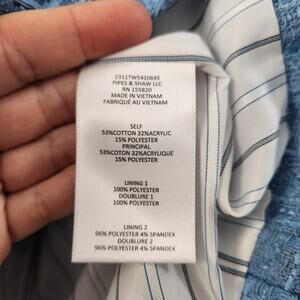 2311TW5410645
PIPES & SHAW LLC
RN 155820
MADE IN VIETNAM
FABRIQUÉ AU VIETNAM
SELF
53%COTTON 32%ACRYLIC
15% POLYESTER
PRINCIPAL
53%COTTON 32%ACRYLIQUE
15% POLYESTER
LINING 1
100% POLYESTER
DOUBLURE 1
100% POLYESTER
LINING 2
96% POLYESTER 4% SPANDEX
DOUBLURE 2
96% POLYESTER 4% SPANDEX